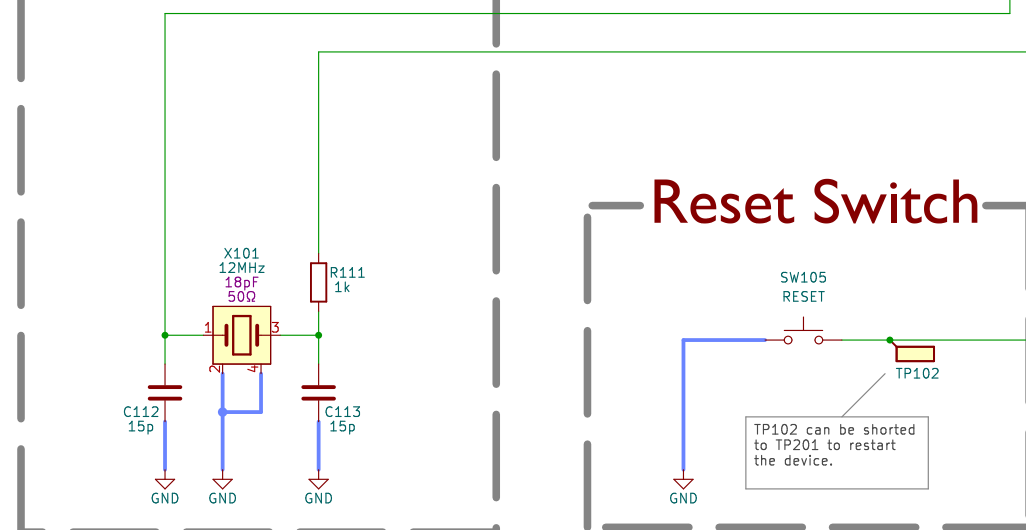 Reset Switch
X101
12MHz
18pF
50Ω
R111
1k
1
3
2
4
C112
15p
C113
15p
GND
GND
GND
SW105
RESET
TP102
TP102 can be shorted
to TP201 to restart
the device.
GND